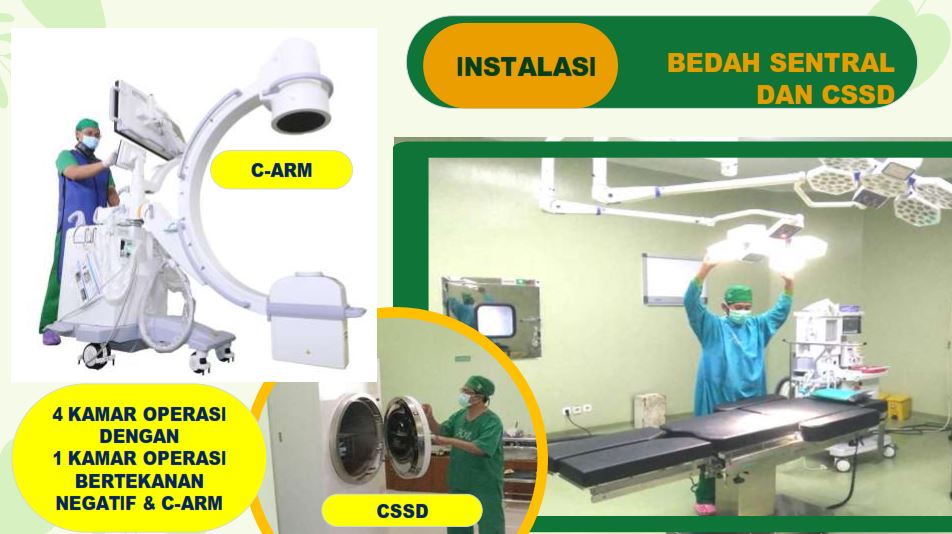 INSTALASI
BEDAH SENTRAL
DAN CSSD
C-ARM
4 KAMAR OPERASI
DENGAN
1 KAMAR OPERASI
BERTEKANAN
NEGATIF & C-ARM
CSSD